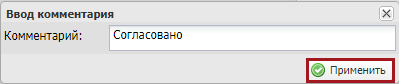 Ввод комментария
Комментарий: Согласовано
Применить